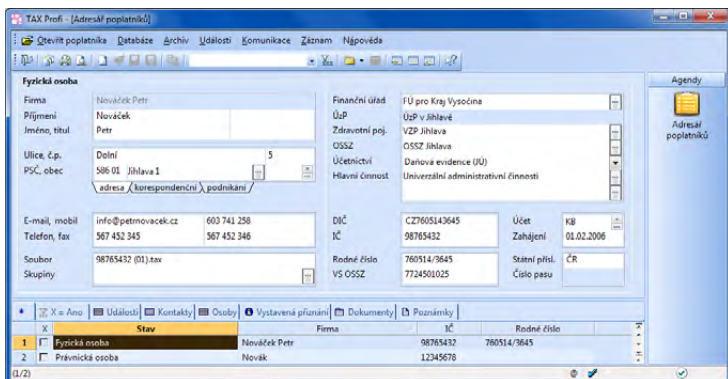 TAX Profi - [Adresář poplatníků]
Otevřít poplatníka Databáze Archiv Události Komunikace Záznam Nápověda
Fyzická osoba
Agendy
Adresář poplatníků
Firma Nováček Petr
Příjmení Nováček
Jméno, titul Petr
Ulice, č.p. Dolní 5
PSČ, obec 586 01 Jihlava 1
adresa korespondenční podnikání
E-mail, mobil info@petrnovacek.cz 603 741 258
Telefon, fax 567 452 345 567 452 346
Soubor 98765432 (01).tax
Skupiny
Finanční úřad FÚ pro Kraj Vysočina
ÚzP ÚzP v Jihlavě
Zdravotní poj. VZP Jihlava
OSSZ OSSZ Jihlava
Účetnictví Daňová evidence (JÚ)
Hlavní činnost Univerzální administrativní činnosti
DIČ CZ7605143645 Účet KB
IČ 98765432 Zahájení 01.02.2006
Rodné číslo 760514/3645 Státní přísl. ČR
VS OSSZ 7724501025 Číslo pasu
* X = Ano Události Kontakty Osoby Vystavená přiznání Dokumenty Poznámky
X Stav Firma IČ Rodné číslo
1 Fyzická osoba Nováček Petr 98765432 760514/3645
2 Právnická osoba Novák 12345678
(1/2) @